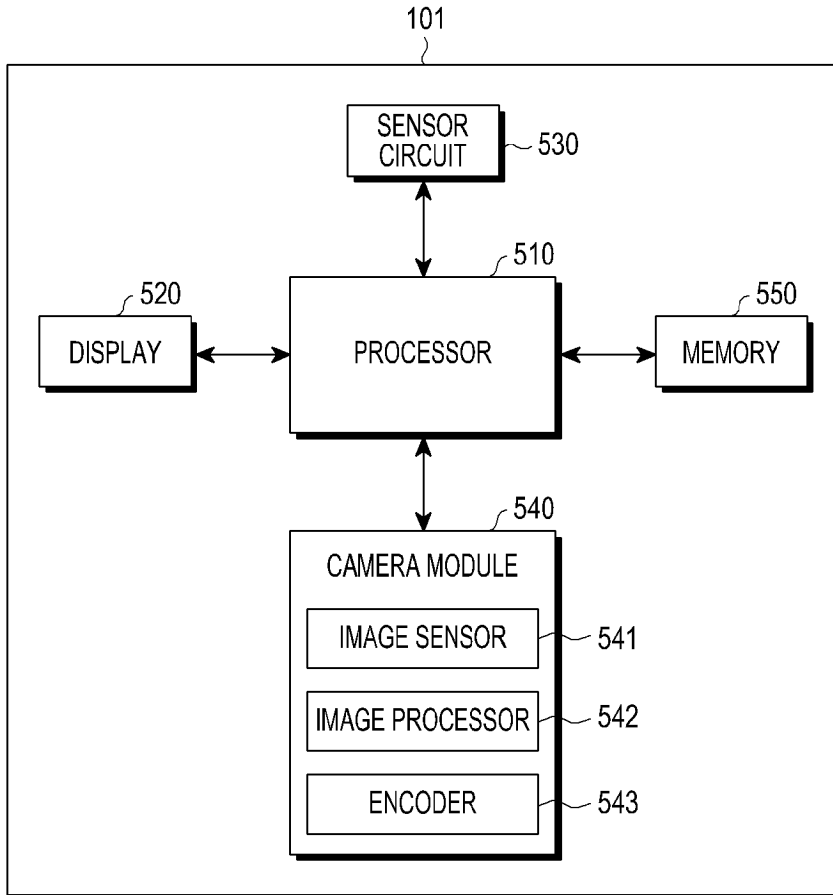 101
SENSOR
CIRCUIT
530
510
520
550
DISPLAY
PROCESSOR
MEMORY
540
CAMERA MODULE
IMAGE SENSOR
541
IMAGE PROCESSOR
542
ENCODER
543